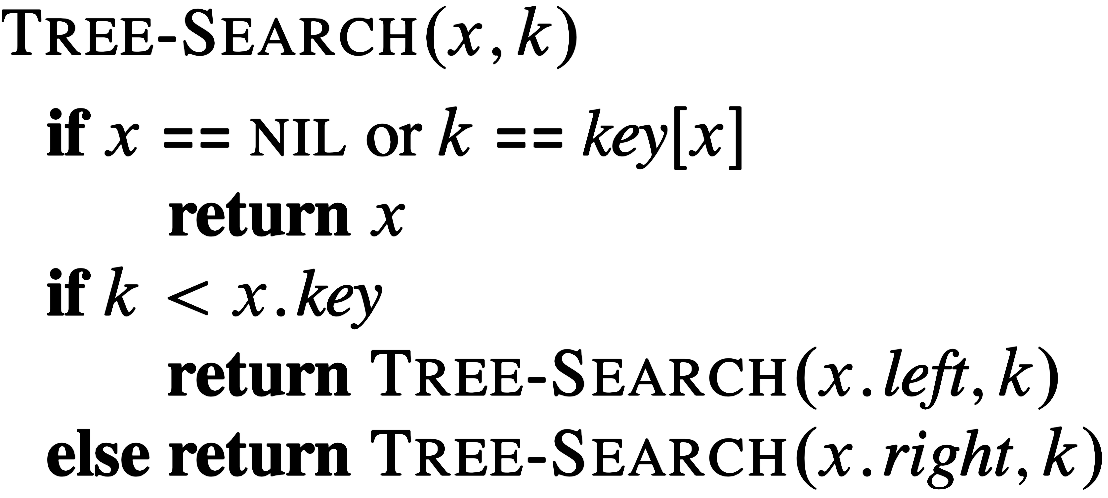 TREE-SEARCH(x, k)
if x == NIL or k == key[x]
return x
if k < x.key
return TREE-SEARCH(x.left, k)
else return TREE-SEARCH(x.right, k)